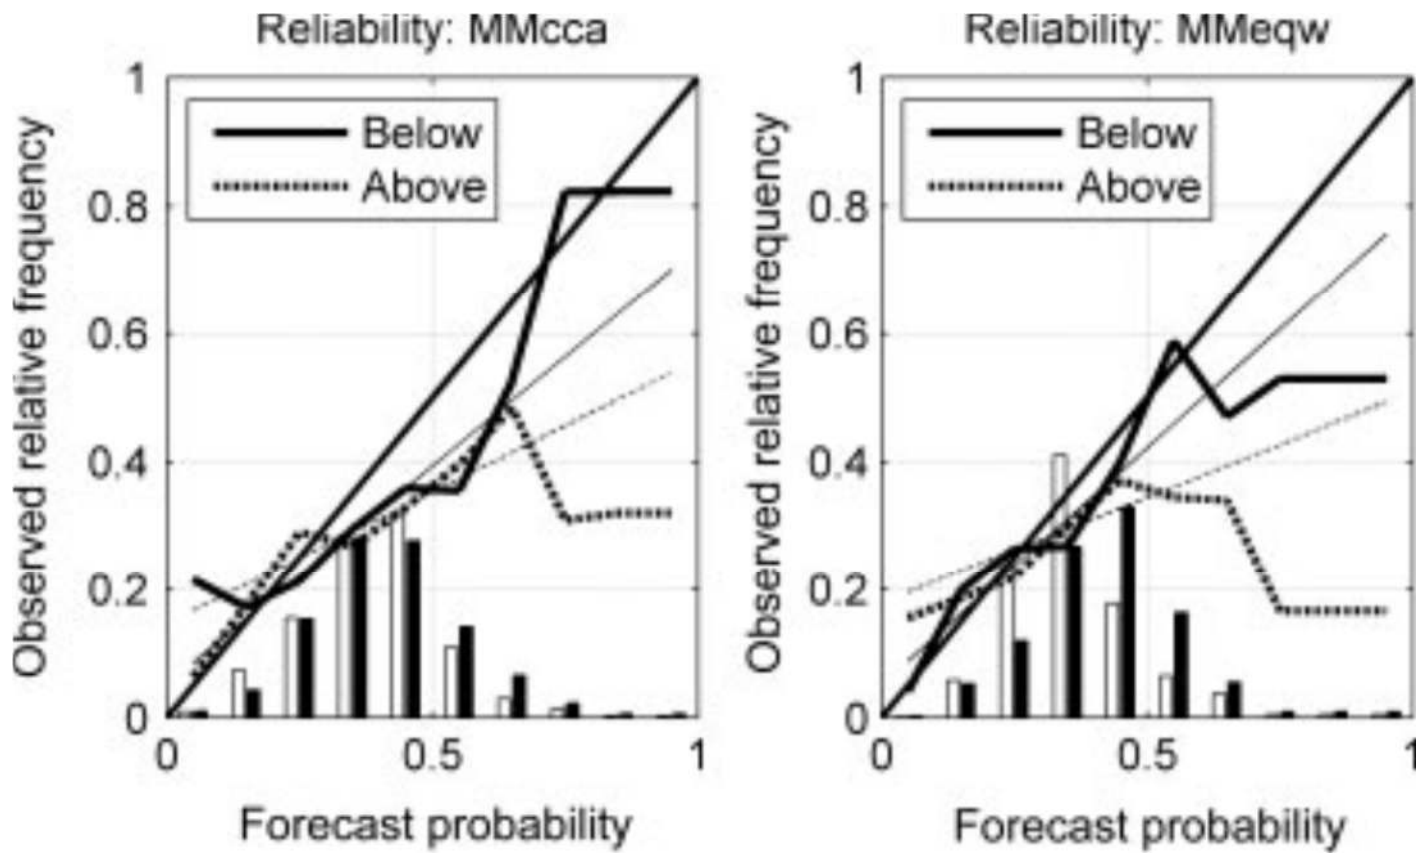 Reliability: MMcca
1
Below
Above
0.8
0.6
0.4
0.2
0
0
0.5
1
Observed relative frequency
Forecast probability
Reliability: MMeqw
1
Below
Above
0.8
0.6
0.4
0.2
0
0
0.5
1
Observed relative frequency
Forecast probability